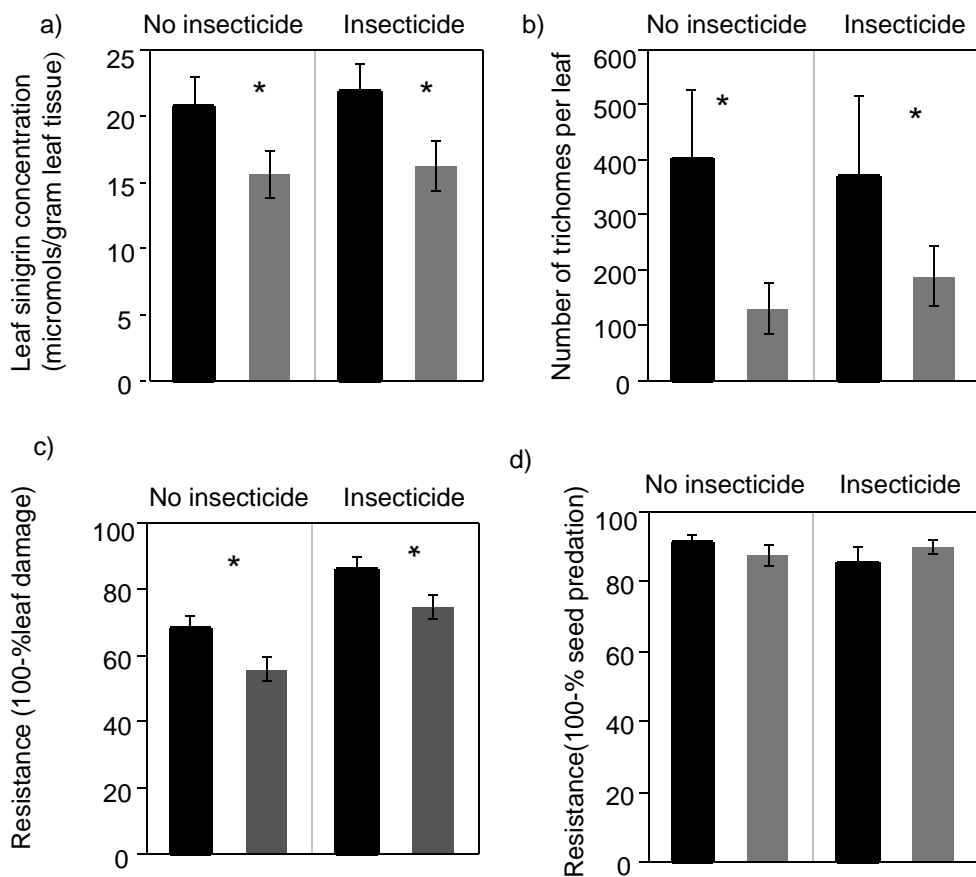 a)
No insecticide Insecticide
Leaf sinigrin concentration
(micromols/gram leaf tissue)
25
20
15
10
5
0
*
*
b)
No insecticide Insecticide
Number of trichomes per leaf
600
500
400
300
200
100
0
*
*
c)
No insecticide Insecticide
Resistance (100-%leaf damage)
100
80
60
40
20
0
*
*
d)
No insecticide Insecticide
Resistance(100-% seed predation)
100
80
60
40
20
0